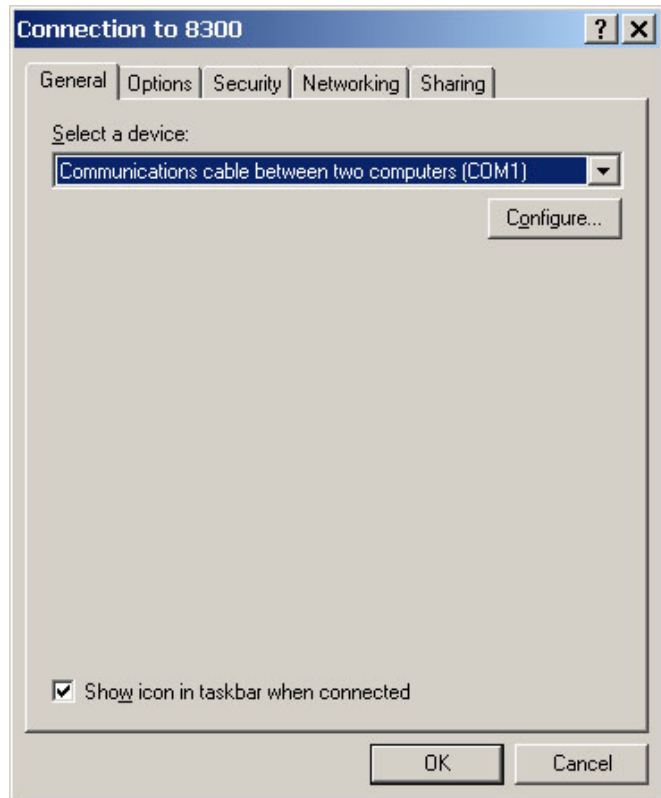 Connection to 8300
General Options Security Networking Sharing
Select a device:
Communications cable between two computers (COM1)
Configure...
Show icon in taskbar when connected
OK Cancel